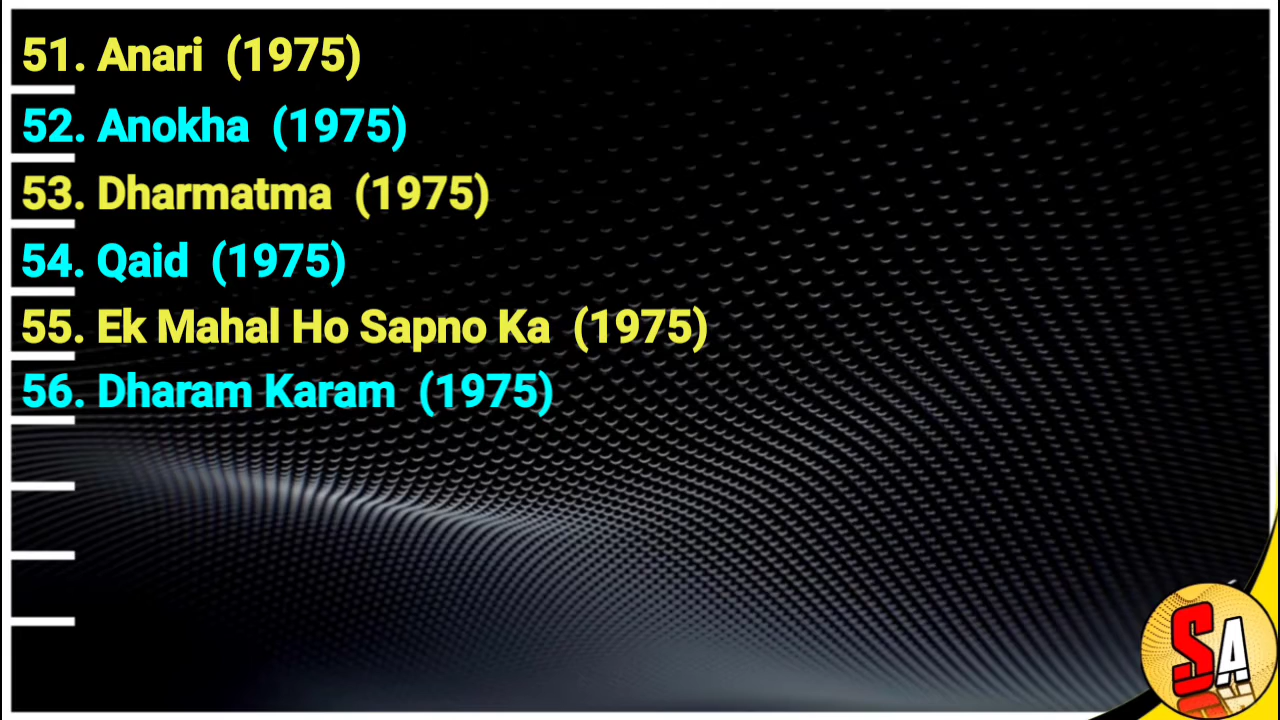 51. Anari (1975)
52. Anokha (1975)
53. Dharmatma (1975)
54. Qaid (1975)
55. Ek Mahal Ho Sapno Ka (1975)
56. Dharam Karam (1975)
SA